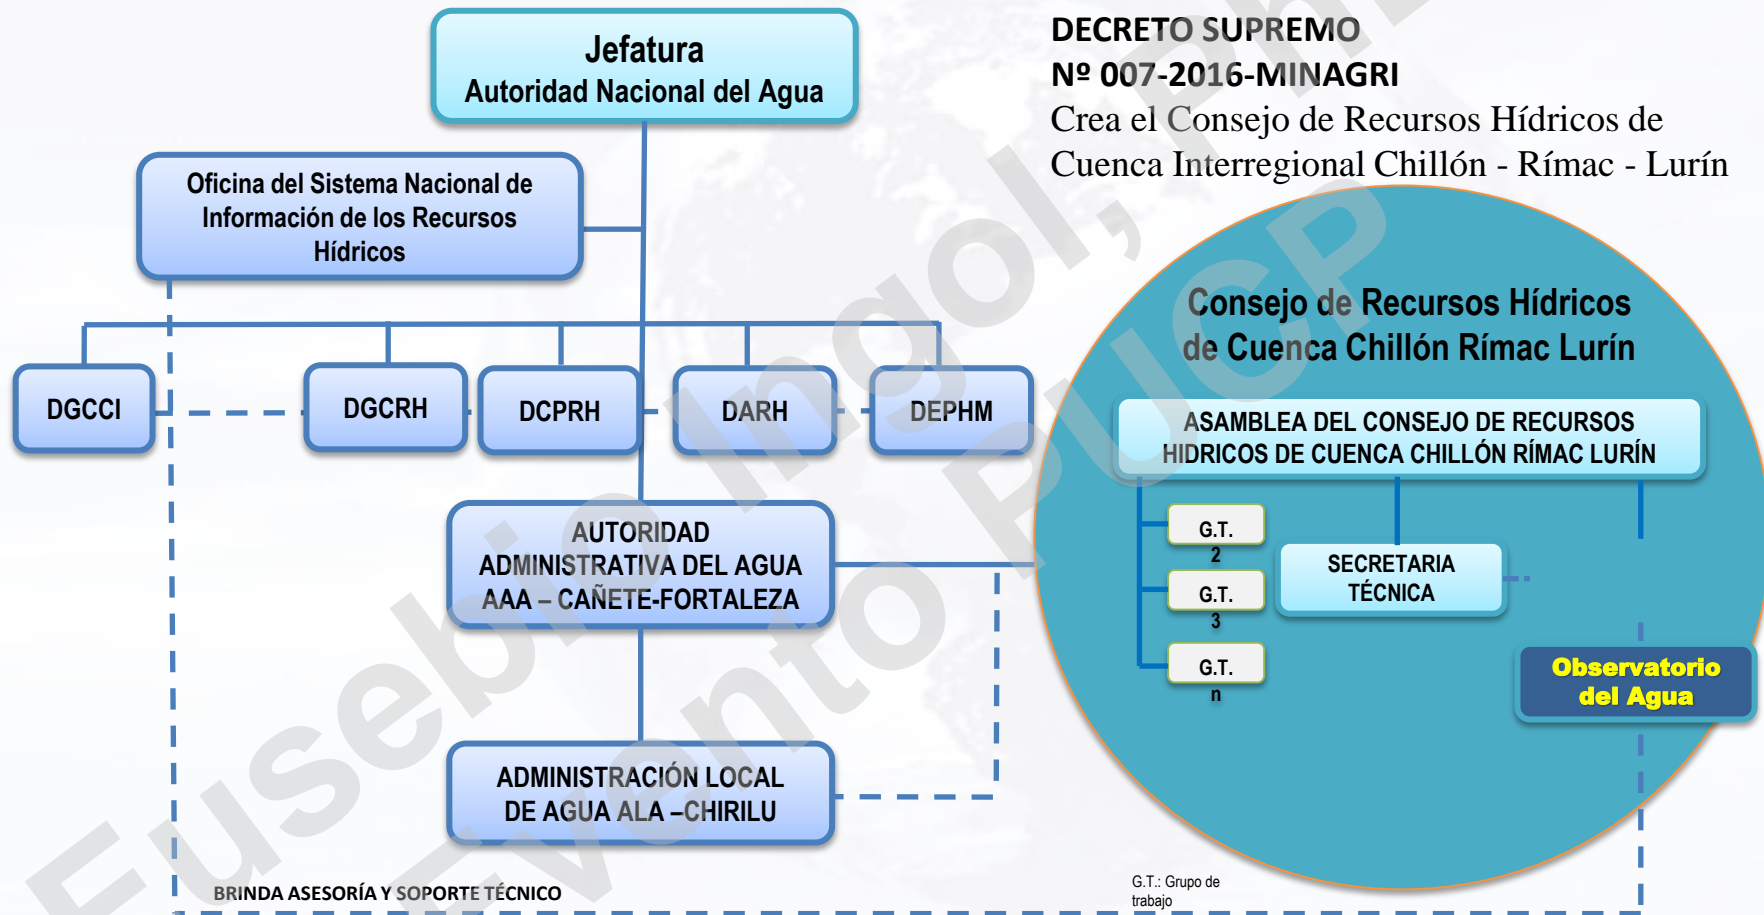 Jefatura
Autoridad Nacional del Agua
DECRETO SUPREMO
Nº 007-2016-MINAGRI
Crea el Consejo de Recursos Hídricos de
Cuenca Interregional Chillón - Rímac - Lurín
Oficina del Sistema Nacional de
Información de los Recursos
Hídricos
DGCCI
DGCRH
DCPRH
DARH
DEPHM
AUTORIDAD
ADMINISTRATIVA DEL AGUA
AAA – CAÑETE-FORTALEZA
ADMINISTRACIÓN LOCAL
DE AGUA ALA –CHIRILU
BRINDA ASESORÍA Y SOPORTE TÉCNICO
Consejo de Recursos Hídricos
de Cuenca Chillón Rímac Lurín
ASAMBLEA DEL CONSEJO DE RECURSOS
HIDRICOS DE CUENCA CHILLÓN RÍMAC LURÍN
G.T.
2
G.T.
3
G.T.
n
SECRETARIA
TÉCNICA
Observatorio
del Agua
G.T.: Grupo de
trabajo
Eusebio Ingol,
Evento PUCP